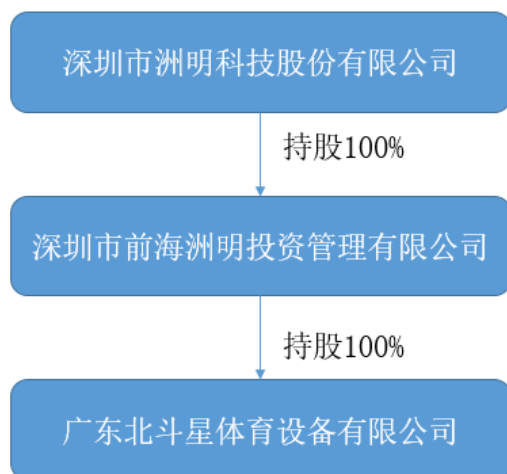 深圳市洲明科技股份有限公司
持股100%
深圳市前海洲明投资管理有限公司
持股100%
广东北斗星体育设备有限公司